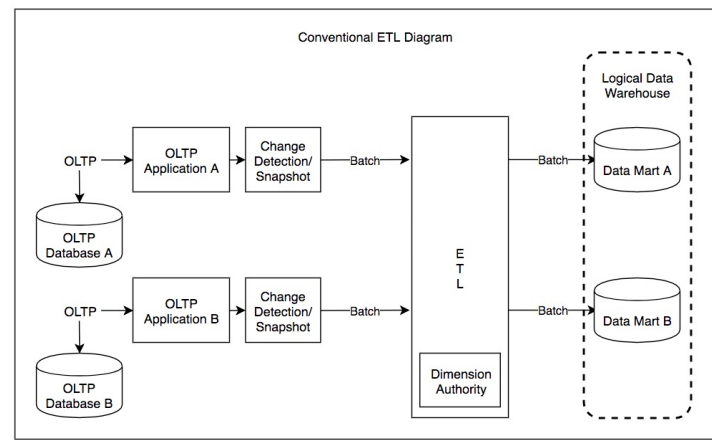 Conventional ETL Diagram
Logical Data
Warehouse
OLTP
OLTP
Application A
Change
Detection/
Snapshot
Batch
Batch
Data Mart A
OLTP
Database A
E
T
L
OLTP
OLTP
Application B
Change
Detection/
Snapshot
Batch
Batch
Data Mart B
OLTP
Database B
Dimension
Authority